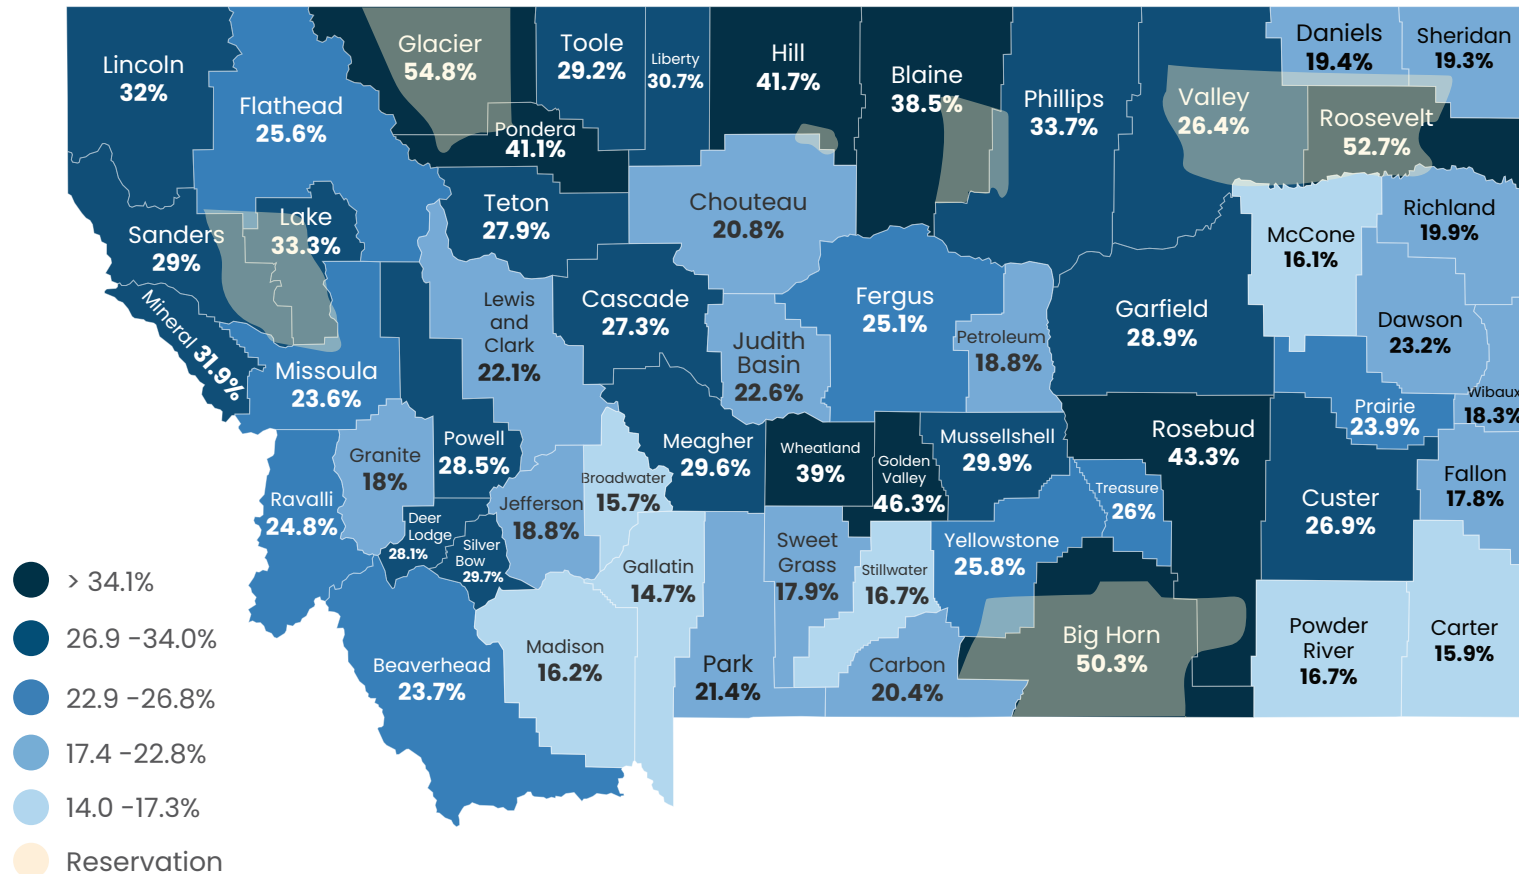 Glacier
54.8%
Toole
29.2%
Liberty
30.7%
Hill
41.7%
Blaine
38.5%
Phillips
33.7%
Valley
26.4%
Daniels
19.4%
Sheridan
19.3%
Roosevelt
52.7%
Lincoln
32%
Flathead
25.6%
Pondera
41.1%
Teton
27.9%
Chouteau
20.8%
Richland
19.9%
McCone
16.1%
Sanders
29%
Lake
33.3%
Mineral 31.9%
Missoula
23.6%
Lewis
and
Clark
22.1%
Cascade
27.3%
Judith
Basin
22.6%
Fergus
25.1%
Petroleum
18.8%
Garfield
28.9%
Dawson
23.2%
Wibaux
18.3%
Prairie
23.9%
Granite
18%
Powell
28.5%
Meagher
29.6%
Wheatland
39%
Golden
Valley
46.3%
Mussellshell
29.9%
Rosebud
43.3%
Treasure
26%
Custer
26.9%
Fallon
17.8%
Ravalli
24.8%
Deer
Lodge
28.1%
Silver
Bow
29.7%
Jefferson
18.8%
Broadwater
15.7%
Gallatin
14.7%
Sweet
Grass
17.9%
Stillwater
16.7%
Yellowstone
25.8%
Big Horn
50.3%
Powder
River
16.7%
Carter
15.9%
Beaverhead
23.7%
Madison
16.2%
Park
21.4%
Carbon
20.4%
> 34.1%
26.9 -34.0%
22.9 -26.8%
17.4 -22.8%
14.0 -17.3%
Reservation